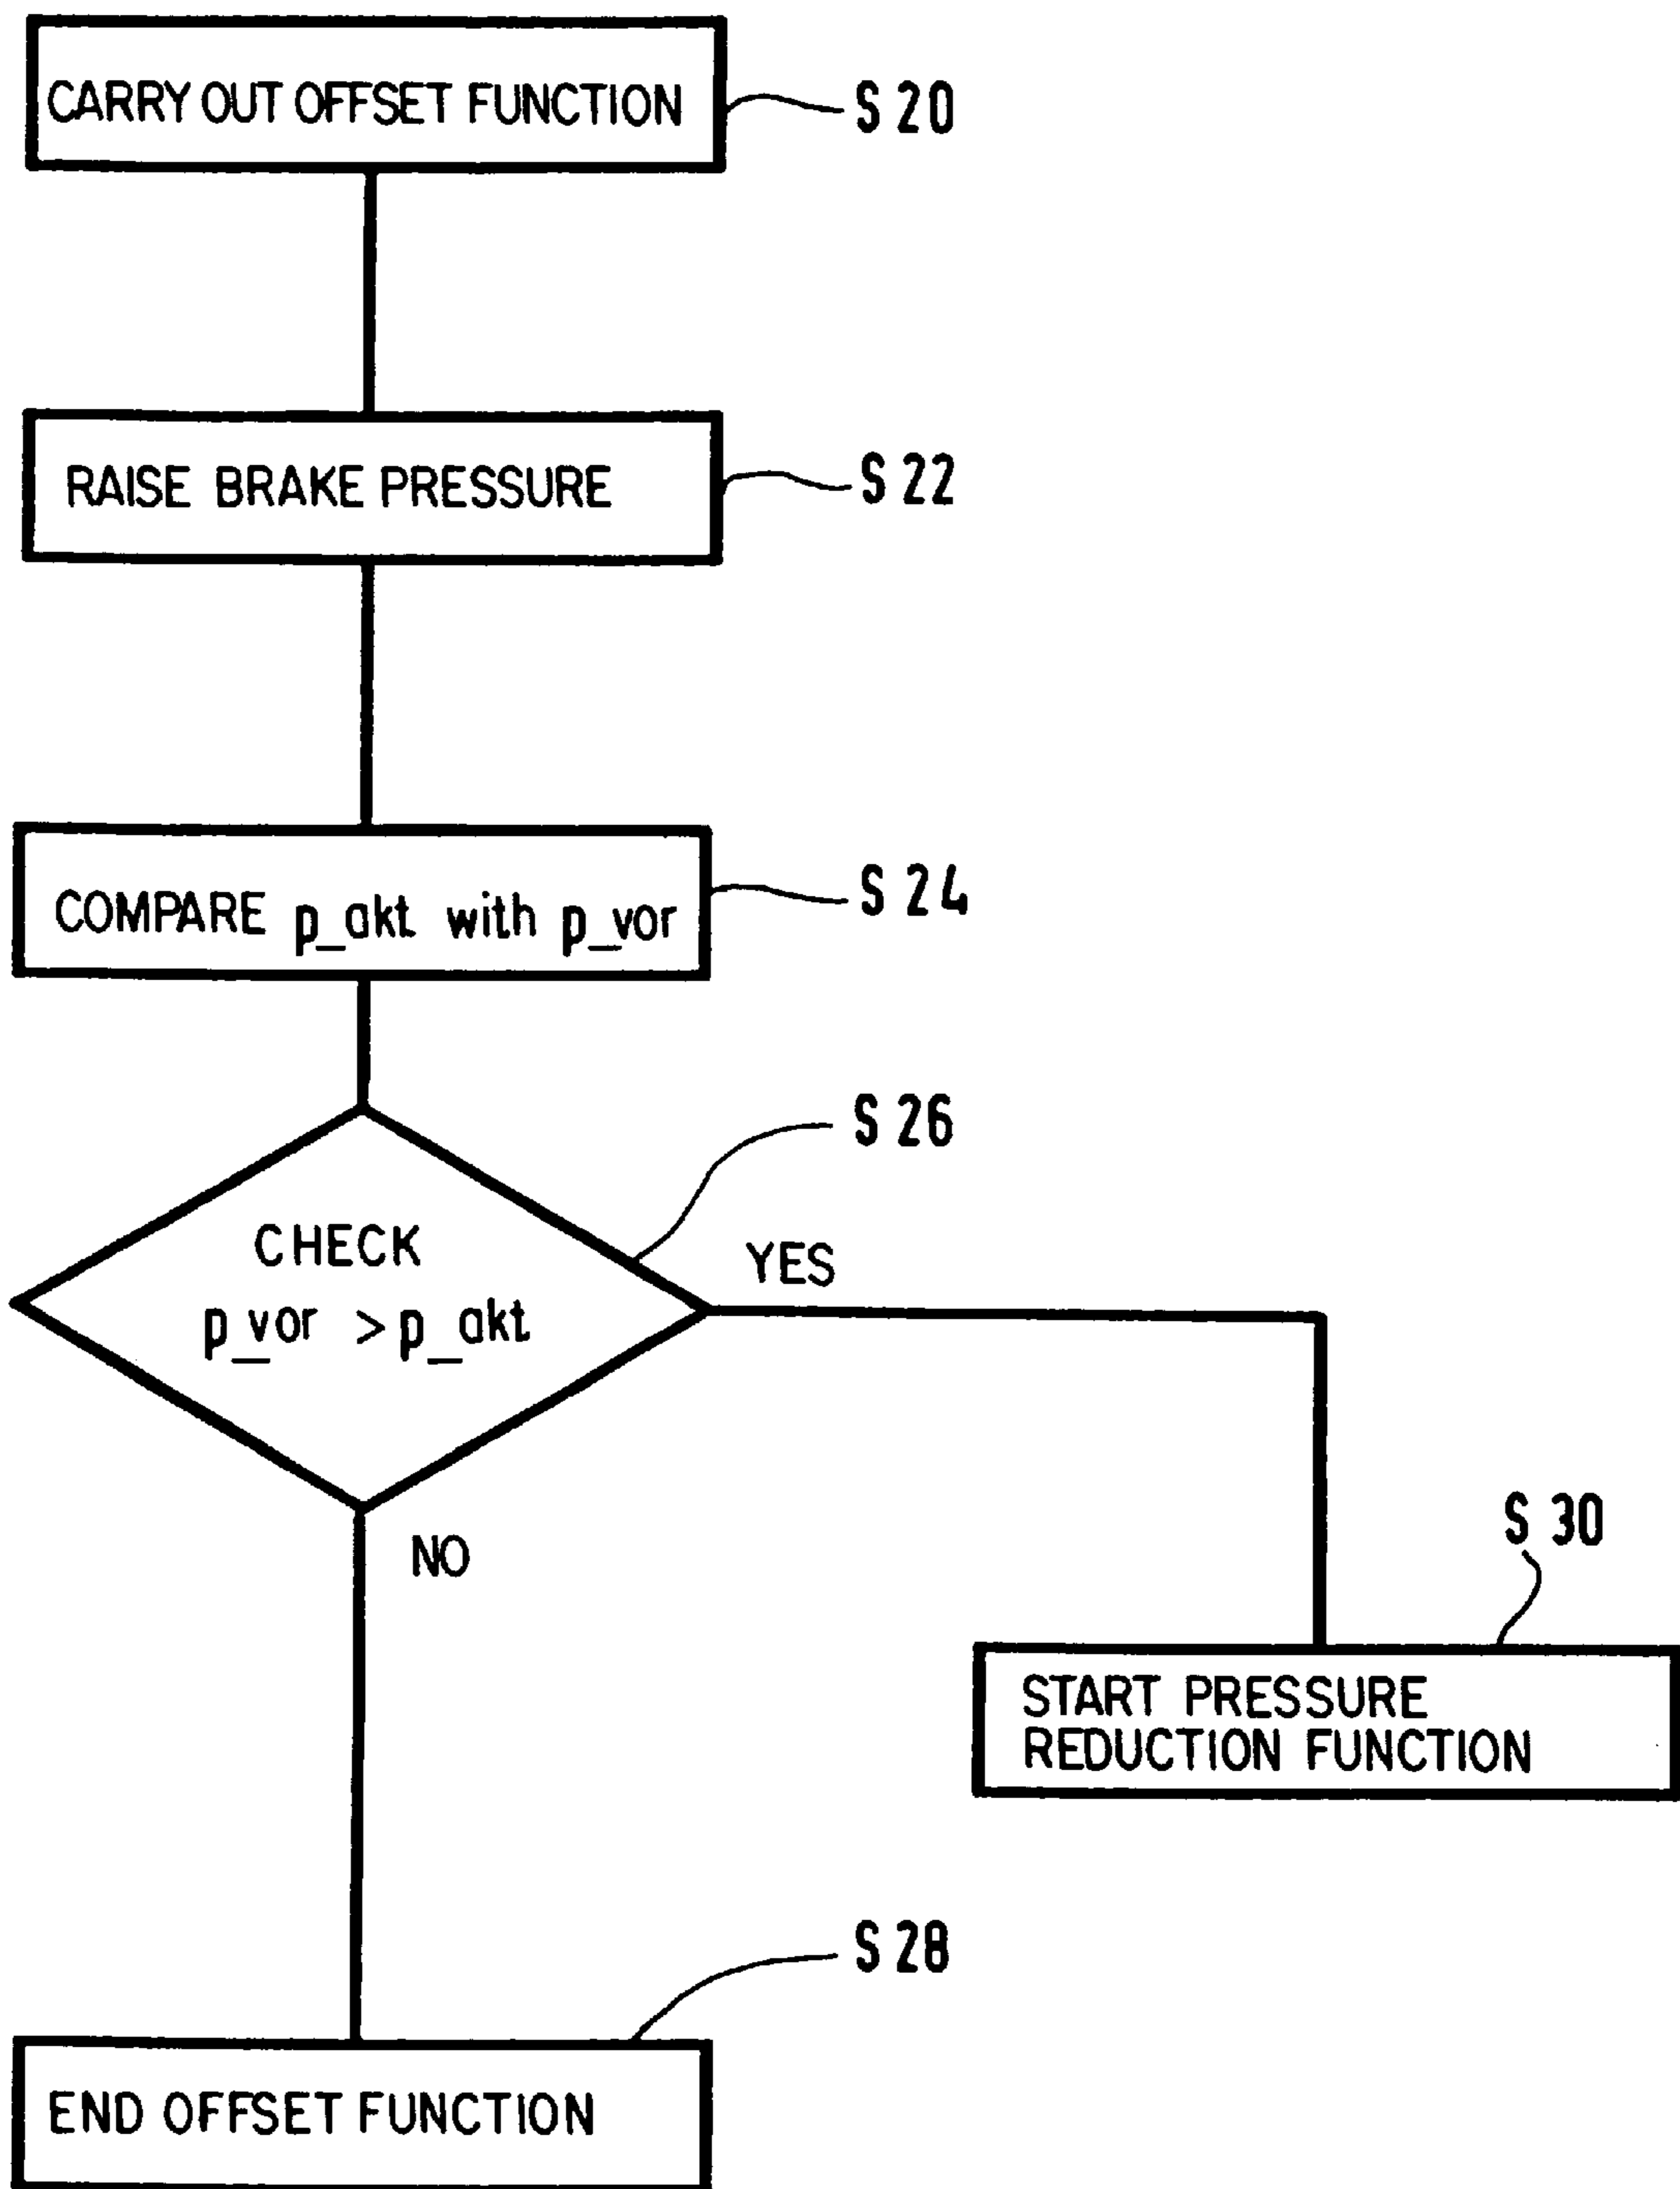 CARRY OUT OFFSET FUNCTION
S 20
RAISE BRAKE PRESSURE
S 22
COMPARE p_akt with p_vor
S 24
S 26
CHECK
p_vor > p_akt
YES
NO
S 30
START PRESSURE
REDUCTION FUNCTION
S 28
END OFFSET FUNCTION